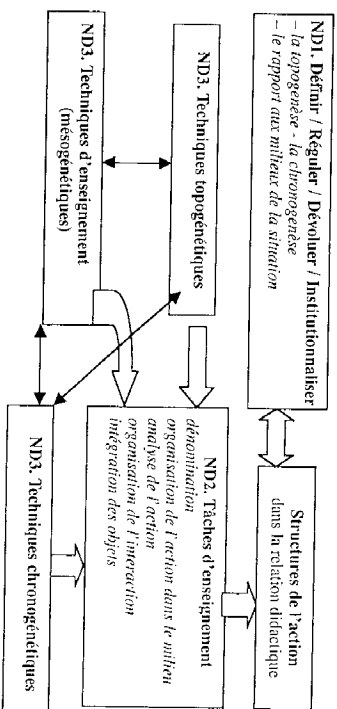 ND1. Définir / Réguler / Dévoluer / Institutionnaliser
– la topogenèse - la chronogenèse
– le rapport aux milieux de la situation
Structures de l'action
dans la relation didactique
ND3. Techniques topogénétiques
ND2. Tâches d'enseignement
dénomination
organisation de l'action dans le milieu
analyse de l'action
organisation de l'interaction
intégration des objets
ND3. Techniques d'enseignement
(mésogénétiques)
ND3. Techniques chronogénétiques